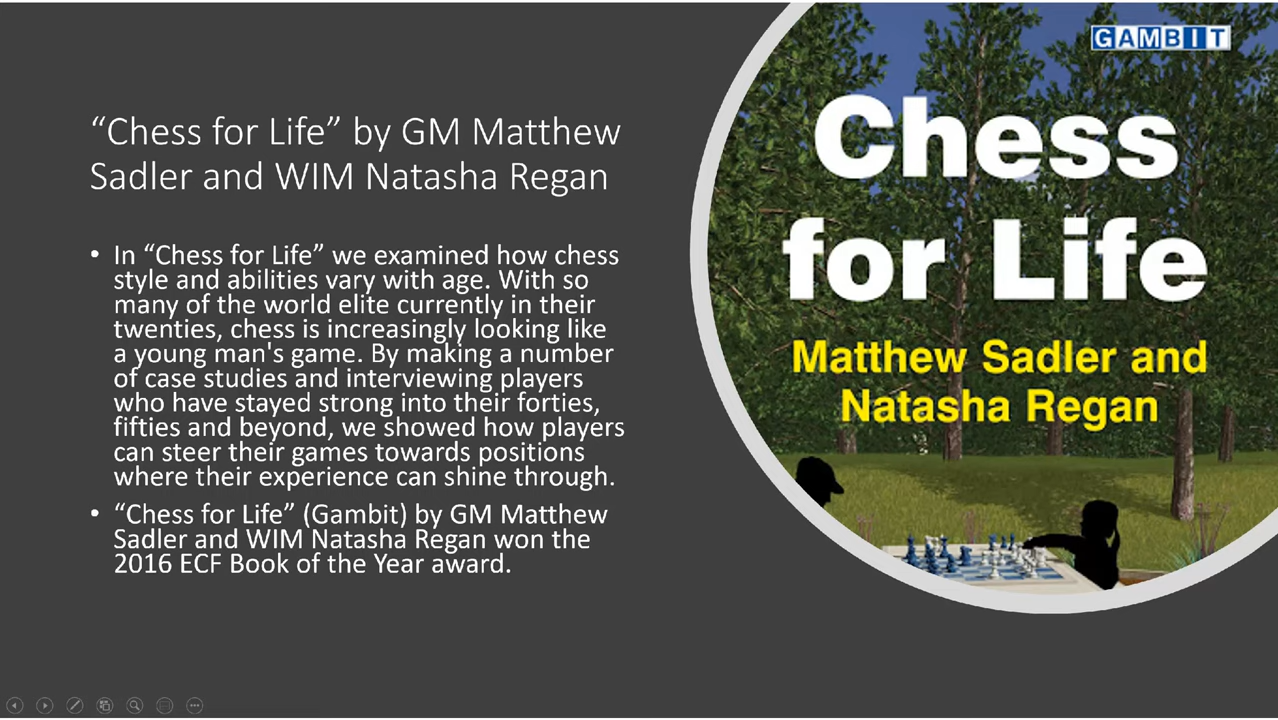 “Chess for Life” by GM Matthew
Sadler and WIM Natasha Regan
• In “Chess for Life” we examined how chess
style and abilities vary with age. With so
many of the world elite currently in their
twenties, chess is increasingly looking like
a young man's game. By making a number
of case studies and interviewing players
who have stayed strong into their forties,
fifties and beyond, we showed how players
can steer their games towards positions
where their experience can shine through.
• “Chess for Life” (Gambit) by GM Matthew
Sadler and WIM Natasha Regan won the
2016 ECF Book of the Year award.
GAMBIT
Chess
for Life
Matthew Sadler and
Natasha Regan